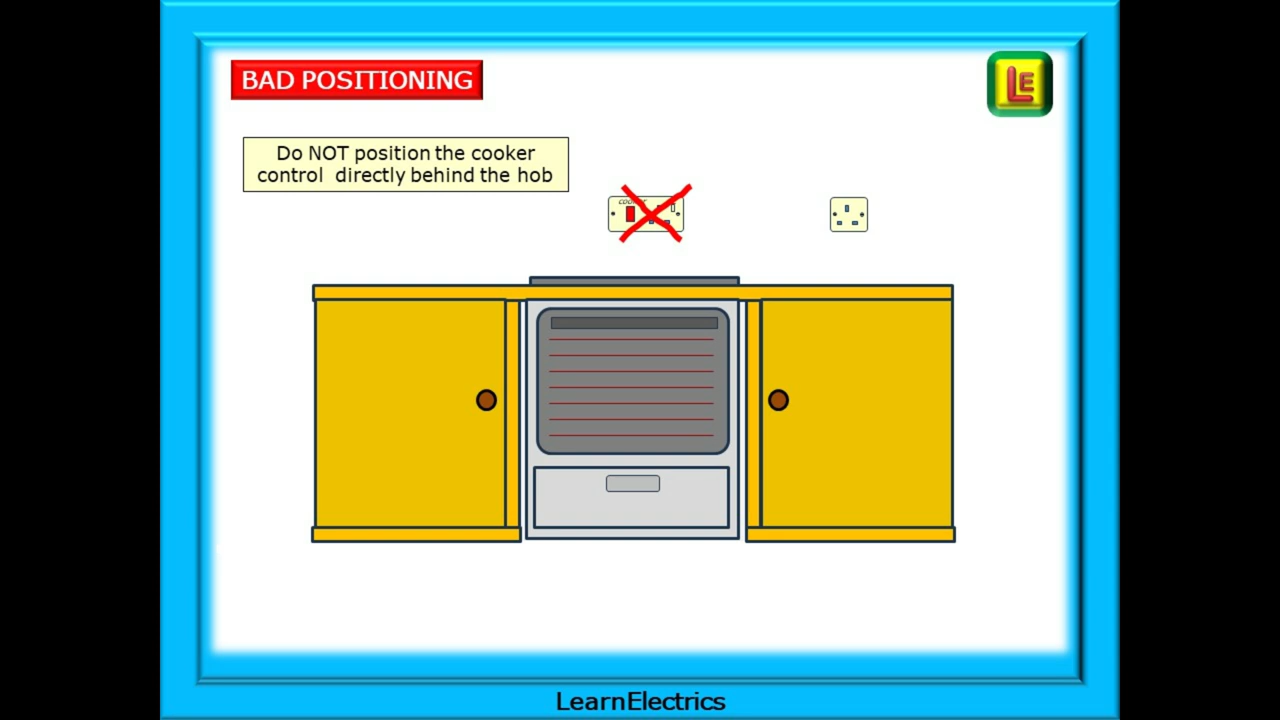 BAD POSITIONING
LE
Do NOT position the cooker
control directly behind the hob
LearnElectrics